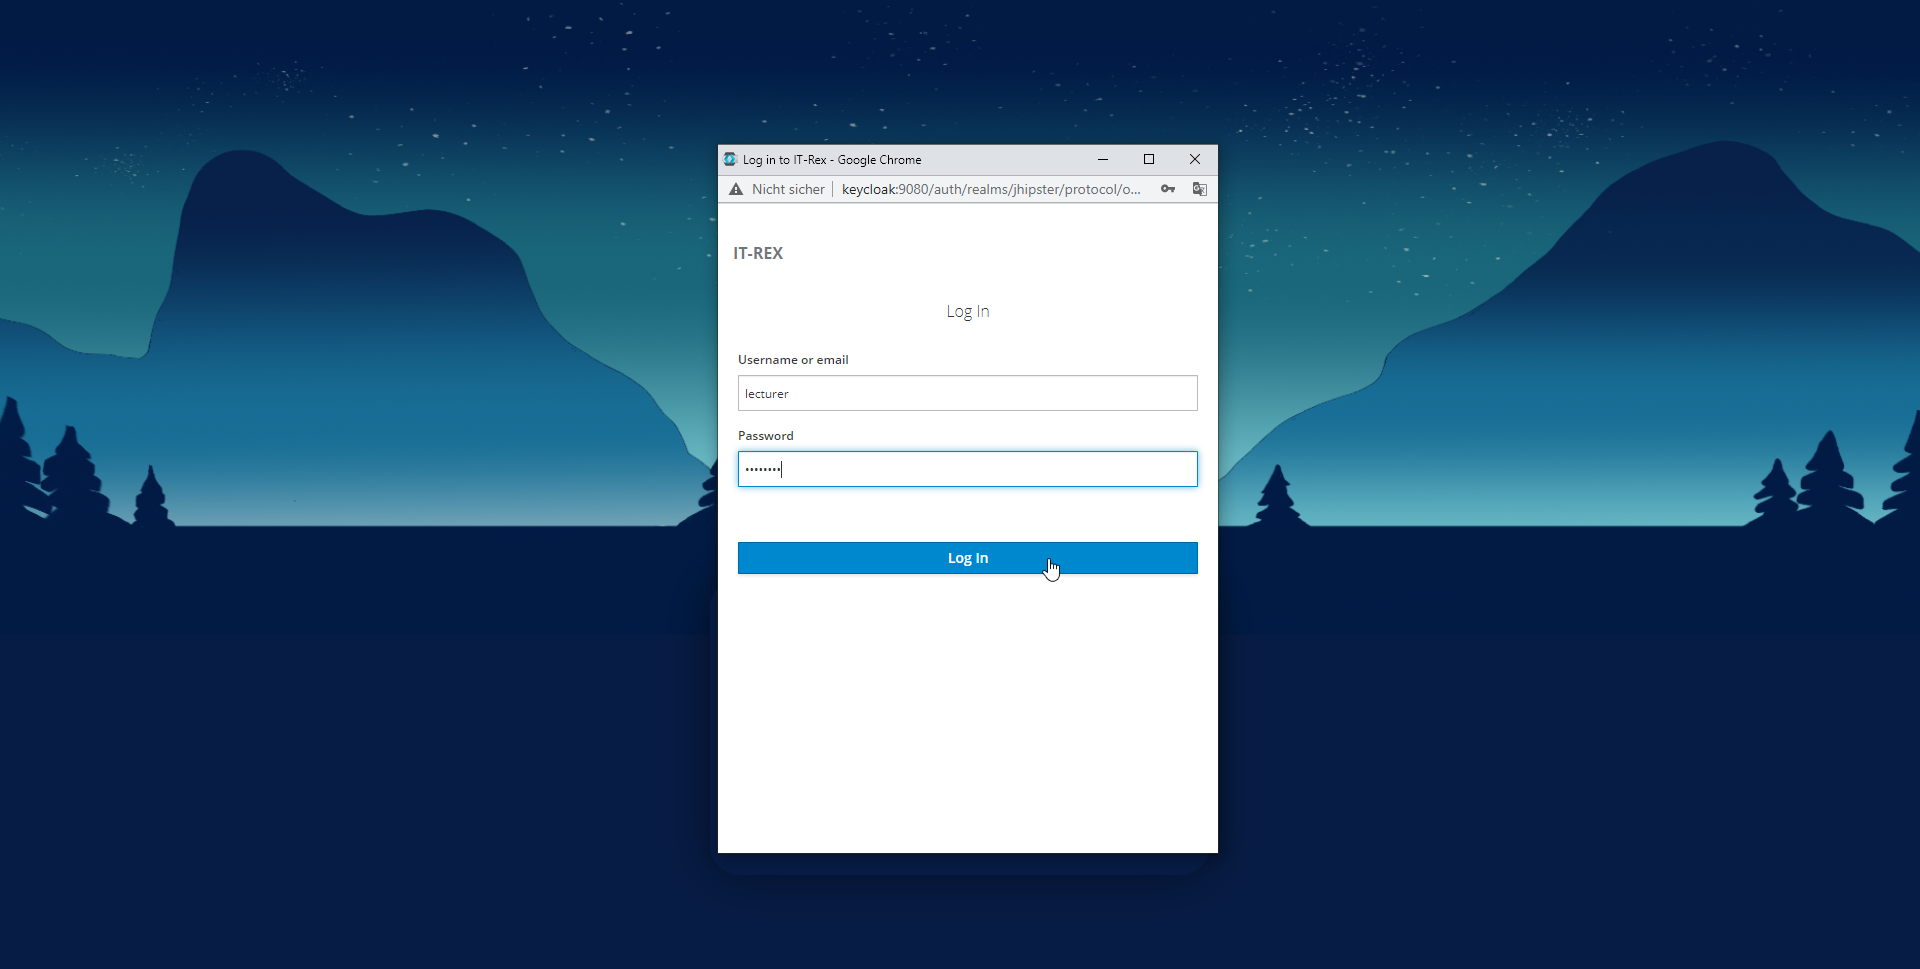 Log in to IT-Rex - Google Chrome
Nicht sicher keycloak:9080/auth/realms/jhipster/protocol/o...
IT-REX
Log In
Username or email
lecturer
Password
••••••••
Log In